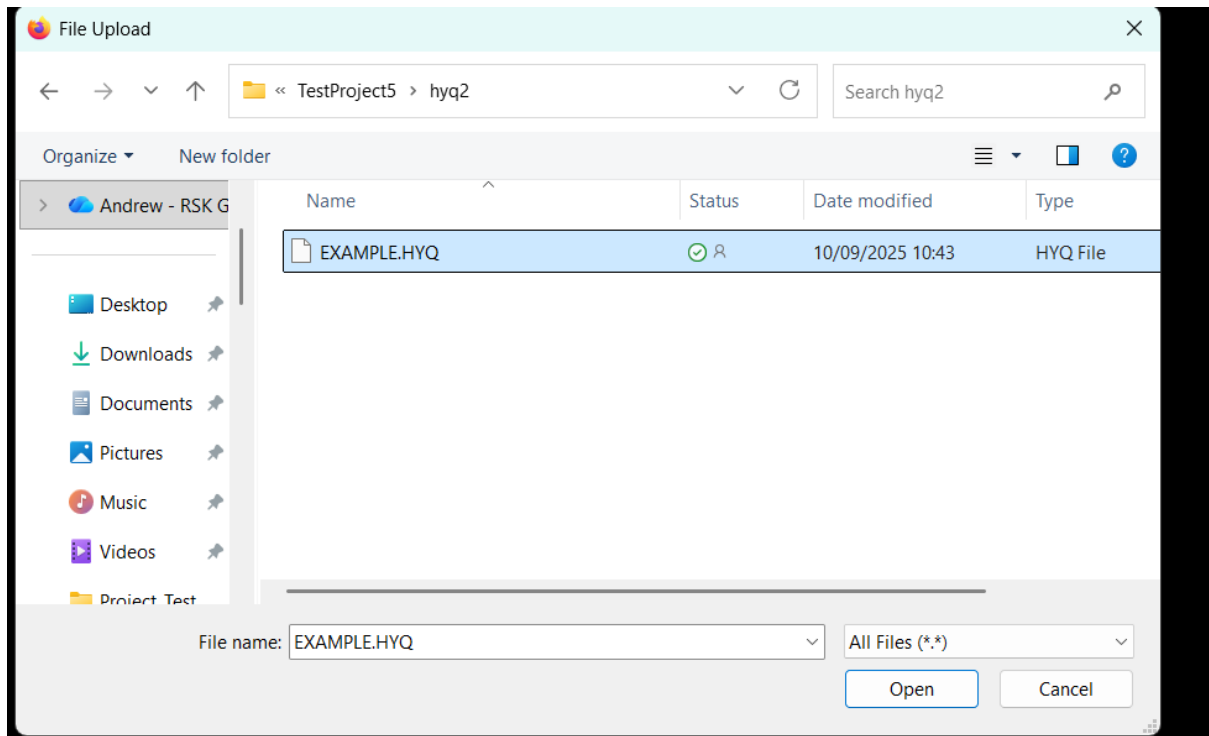 File Upload
« TestProject5 > hyq2
Search hyq2
Organize
New folder
Name
Status
Date modified
Type
Andrew - RSK G
EXAMPLE.HYQ
10/09/2025 10:43
HYQ File
Desktop
Downloads
Documents
Pictures
Music
Videos
Project Test
File name:
EXAMPLE.HYQ
All Files (*.*)
Open
Cancel